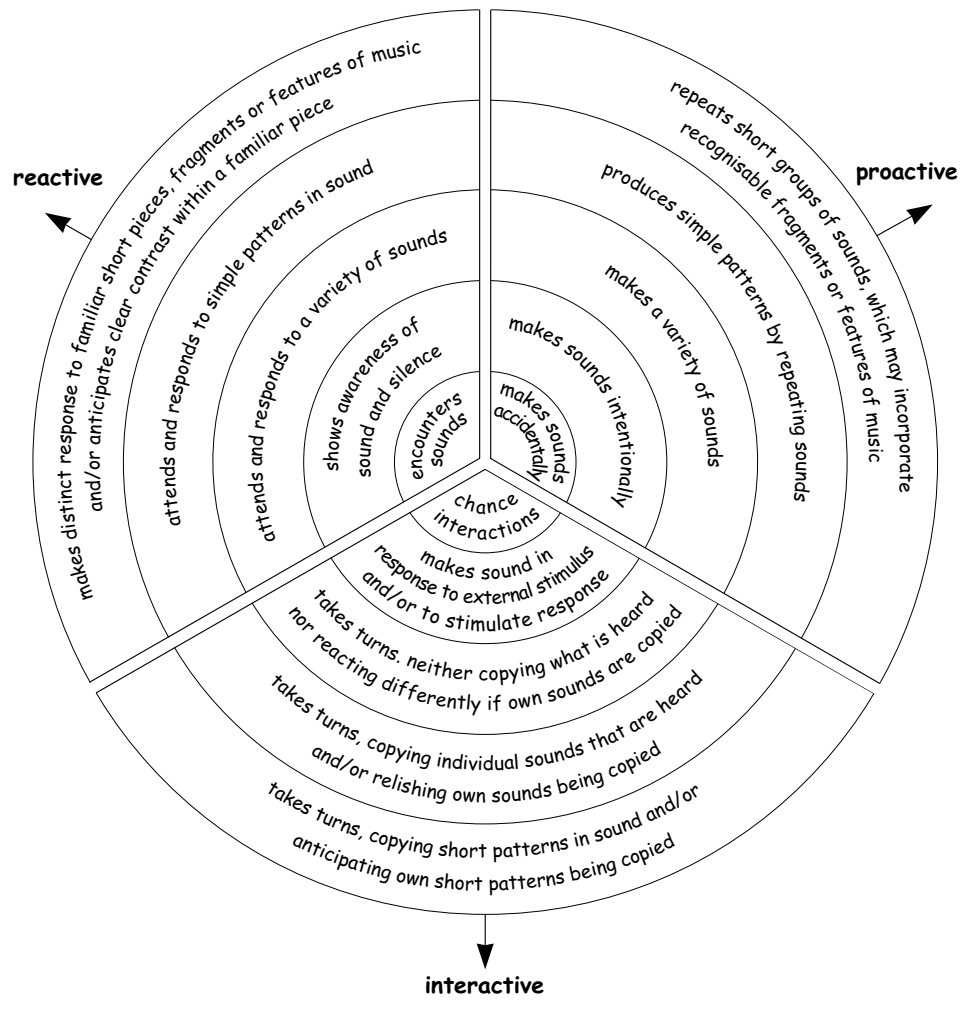 reactive
makes distinct response to familiar short pieces, fragments or features of music
and/or anticipates clear contrast within a familiar piece
attends and responds to simple patterns in sound
attends and responds to a variety of sounds
shows awareness of
sound and silence
encounters
sounds
proactive
repeats short groups of sounds, which may incorporate
recognisable fragments or features of music
produces simple patterns by repeating sounds
makes a variety of sounds
makes sounds intentionally
makes sounds
accidentally
chance
interactions
makes sound in
response to external stimulus
and/or to stimulate response
takes turns. neither copying what is heard
nor reacting differently if own sounds are copied
takes turns, copying individual sounds that are heard
and/or relishing own sounds being copied
takes turns, copying short patterns in sound and/or
anticipating own short patterns being copied
interactive